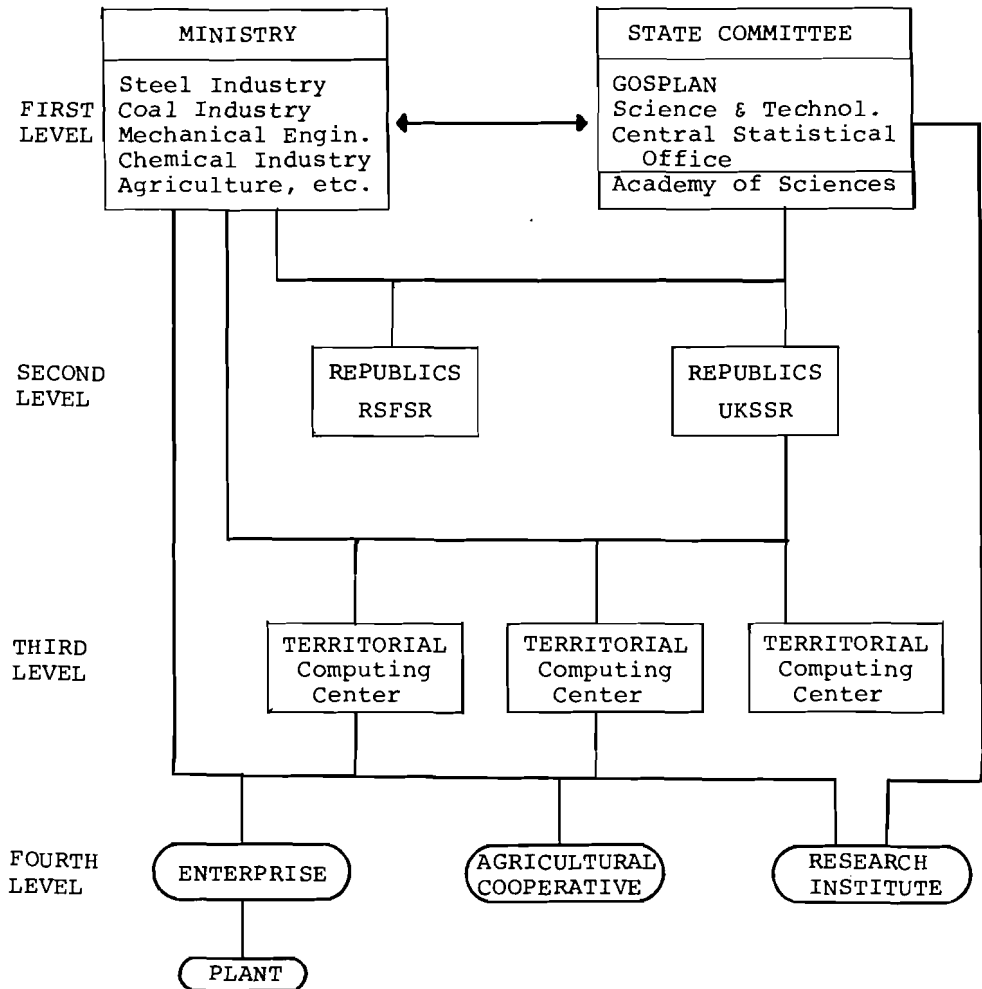 MINISTRY
Steel Industry
Coal Industry
Mechanical Engin.
Chemical Industry
Agriculture, etc.
STATE COMMITTEE
GOSPLAN
Science & Technol.
Central Statistical
Office
Academy of Sciences
FIRST
LEVEL
SECOND
LEVEL
REPUBLICS
RSFSR
REPUBLICS
UKSSR
THIRD
LEVEL
TERRITORIAL
Computing
Center
TERRITORIAL
Computing
Center
TERRITORIAL
Computing
Center
FOURTH
LEVEL
ENTERPRISE
AGRICULTURAL
COOPERATIVE
RESEARCH
INSTITUTE
PLANT